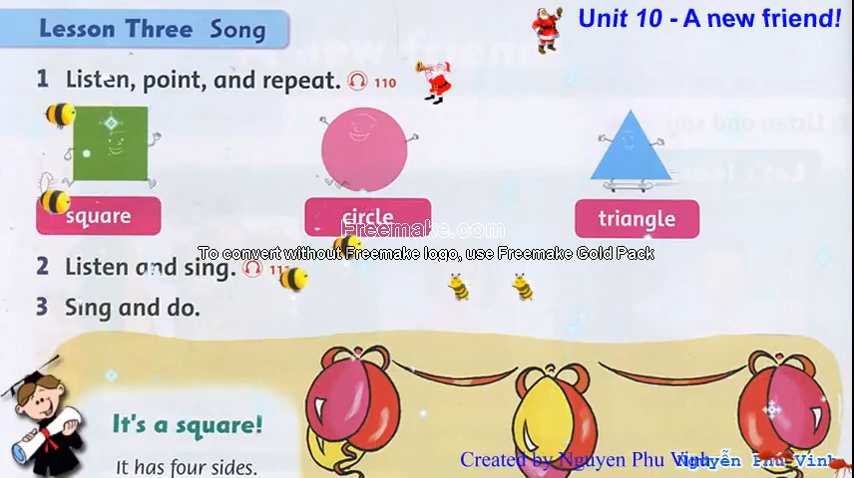 Unit 10 - A new friend!
Lesson Three Song
1 Listen, point, and repeat. 110
square
circle
triangle
Freemake.com
To convert without Freemake logo, use Freemake Gold Pack
2 Listen and sing.
3 Sing and do.
It's a square!
It has four sides.
Created by Nguyen Phu Vinh
Nguyễn Phú Vinh